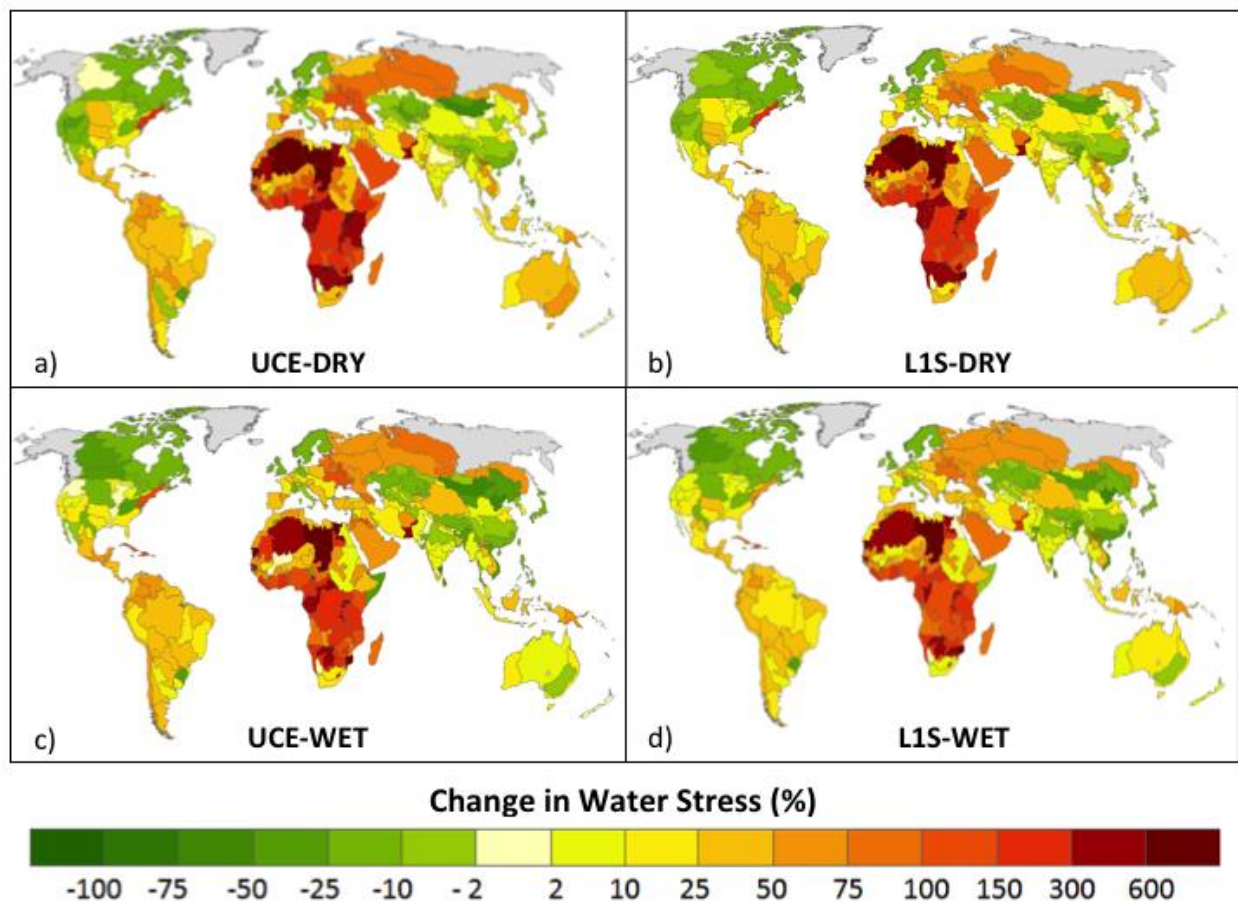 a)
UCE-DRY
b)
L1S-DRY
c)
UCE-WET
d)
L1S-WET
Change in Water Stress (%)
-100 -75 -50 -25 -10 - 2 2 10 25 50 75 100 150 300 600